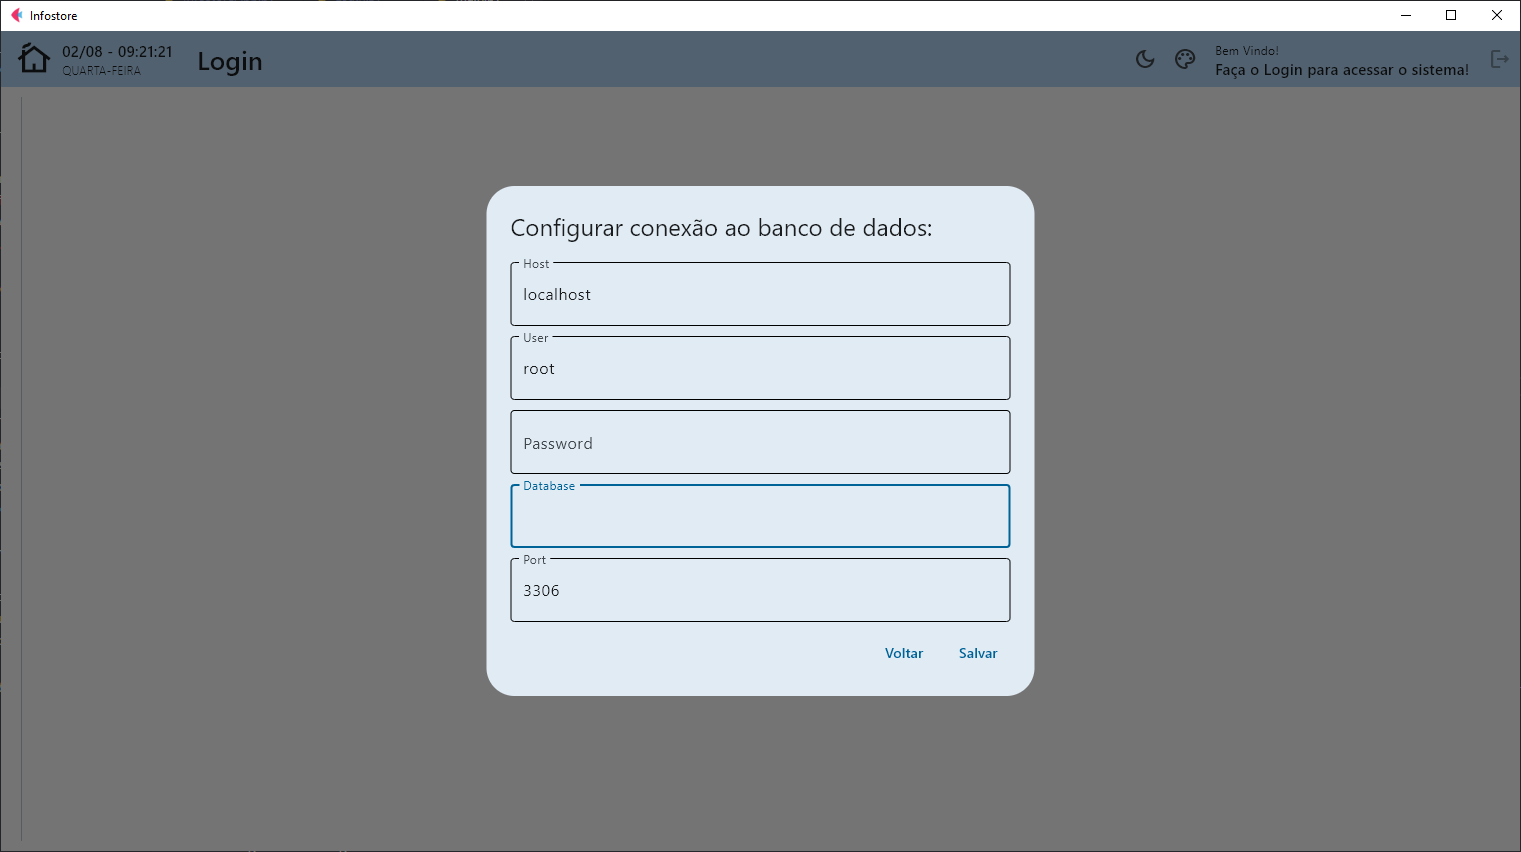 Infostore
02/08 - 09:21:21
QUARTA-FEIRA
Login
Bem Vindo!
Faça o Login para acessar o sistema!
Configurar conexão ao banco de dados:
Host
localhost
User
root
Password
Database
Port
3306
Voltar
Salvar